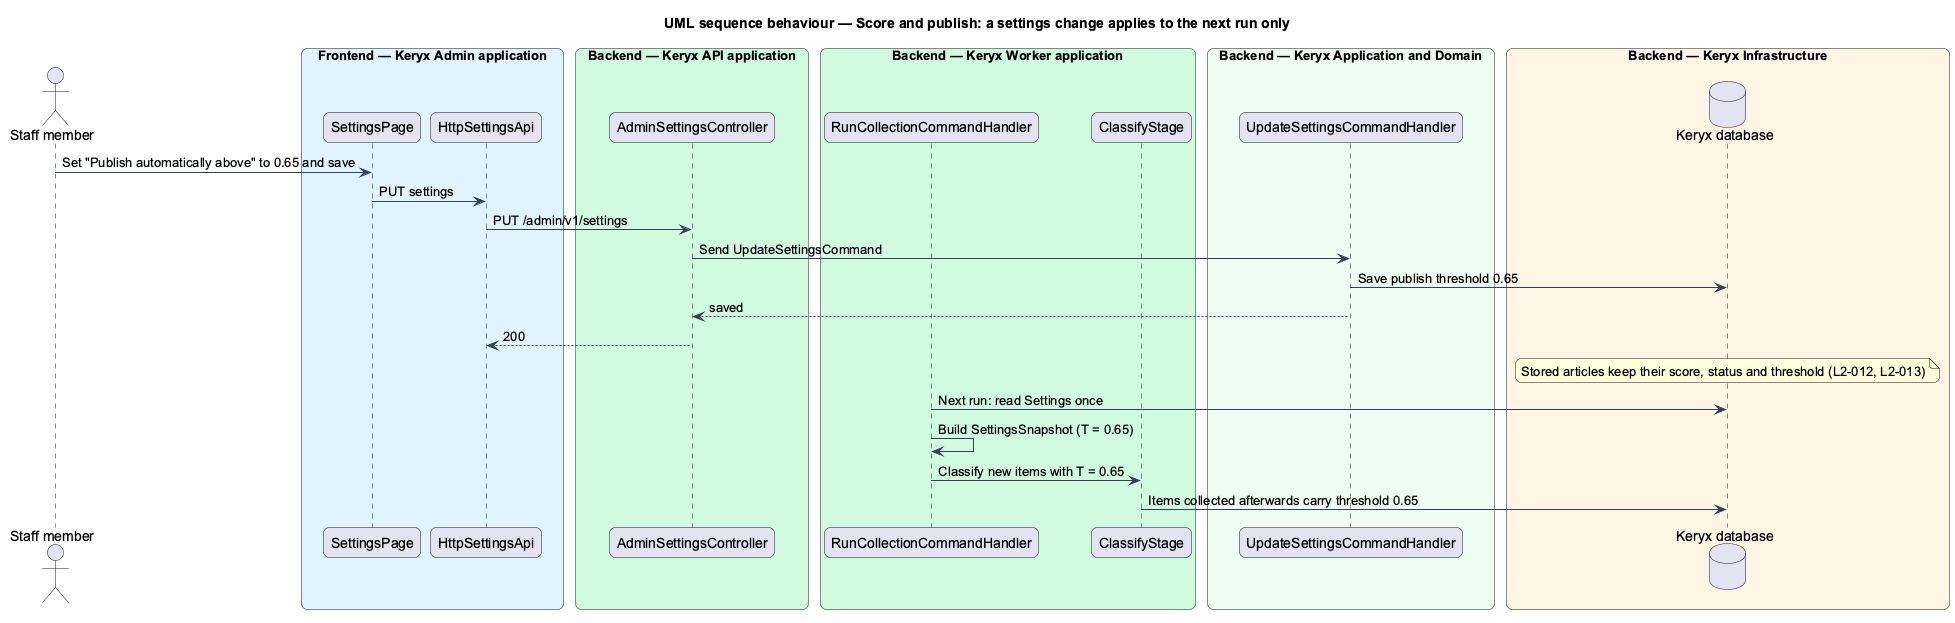 UML sequence behaviour — Score and publish: a settings change applies to the next run only
Frontend — Keryx Admin application
Backend — Keryx API application
Backend — Keryx Worker application
Backend — Keryx Application and Domain
Backend — Keryx Infrastructure
Staff member
SettingsPage
HttpSettingsApi
AdminSettingsController
RunCollectionCommandHandler
ClassifyStage
UpdateSettingsCommandHandler
Keryx database
Set "Publish automatically above" to 0.65 and save
PUT settings
PUT /admin/v1/settings
Send UpdateSettingsCommand
Save publish threshold 0.65
saved
200
Stored articles keep their score, status and threshold (L2-012, L2-013)
Next run: read Settings once
Build SettingsSnapshot (T = 0.65)
Classify new items with T = 0.65
Items collected afterwards carry threshold 0.65
Staff member
SettingsPage
HttpSettingsApi
AdminSettingsController
RunCollectionCommandHandler
ClassifyStage
UpdateSettingsCommandHandler
Keryx database